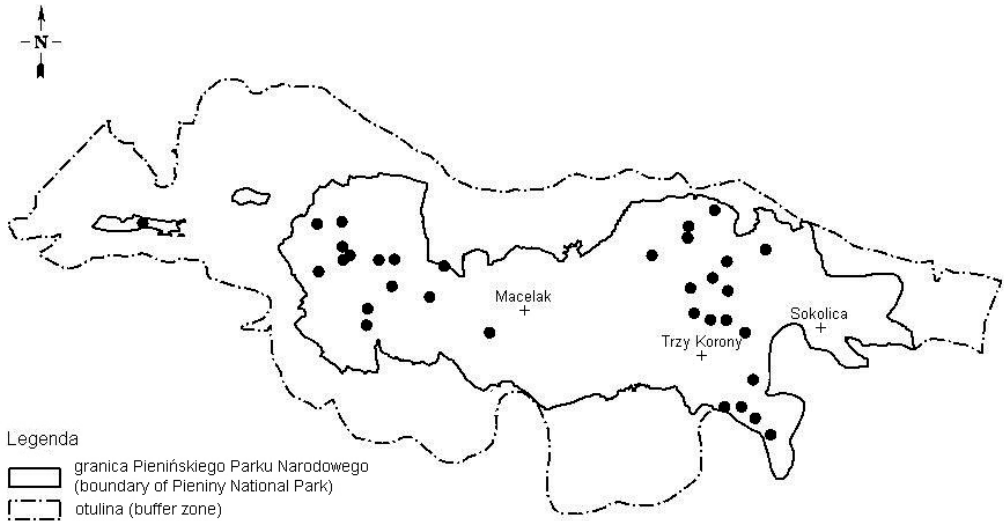 N
Macelak
Sokolica
Trzy Korony
Legenda
granica Pienińskiego Parku Narodowego
(boundary of Pieniny National Park)
otulina (buffer zone)